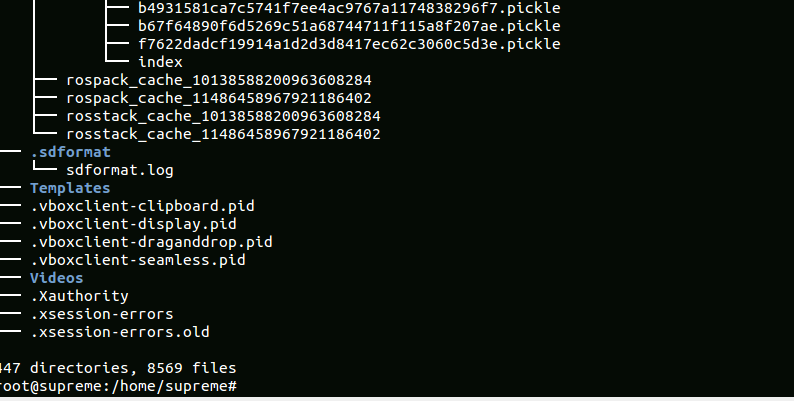 b4931581ca7c5741f7ee4ac9767a1174838296f7.pickle
b67f64890f6d5269c51a68744711f115a8f207ae.pickle
f7622dadcf19914a1d2d3d8417ec62c3060c5d3e.pickle
index
rospack_cache_10138588200963608284
rospack_cache_11486458967921186402
rosstack_cache_10138588200963608284
rosstack_cache_11486458967921186402
.sdformat
sdformat.log
Templates
.vboxclient-clipboard.pid
.vboxclient-display.pid
.vboxclient-draganddrop.pid
.vboxclient-seamless.pid
Videos
.Xauthority
.xsession-errors
.xsession-errors.old
447 directories, 8569 files
root@supreme:/home/supreme#